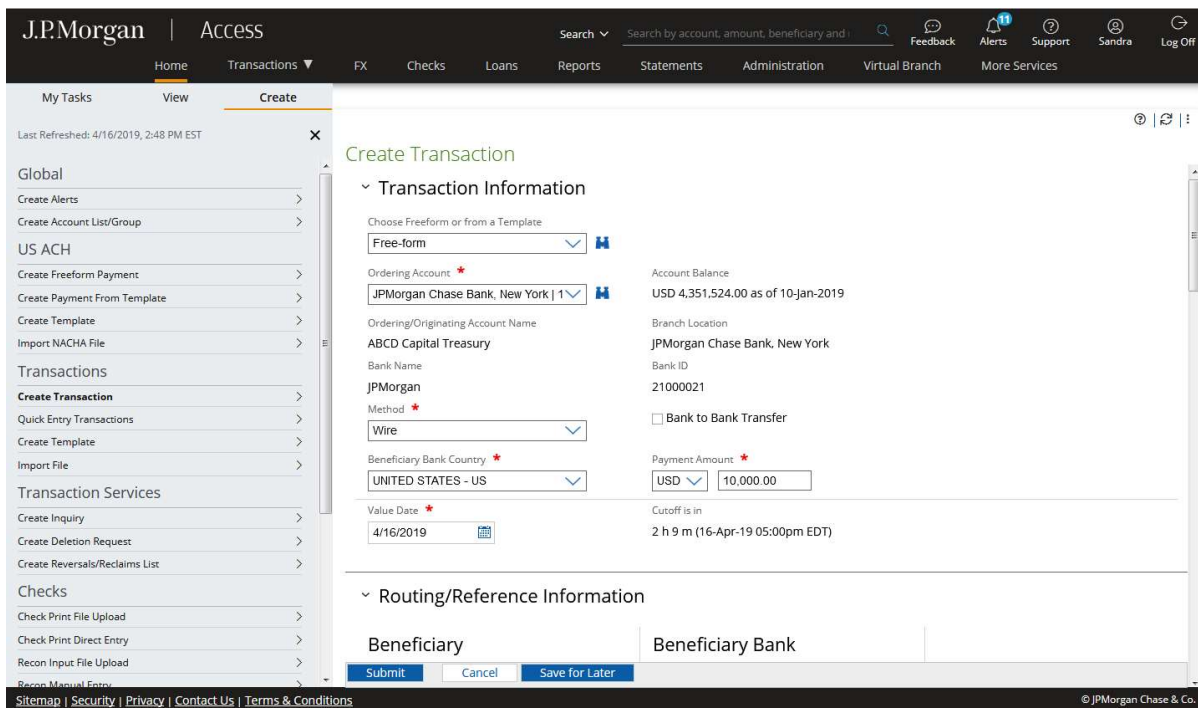 J.P.Morgan | Access
Search
Search by account, amount, beneficiary and
Feedback
11
Alerts
Support
Sandra
Log Off
Home Transactions ▼ FX Checks Loans Reports Statements Administration Virtual Branch More Services
My Tasks View Create
Last Refreshed: 4/16/2019, 2:48 PM EST
Global
Create Alerts
Create Account List/Group
US ACH
Create Freeform Payment
Create Payment From Template
Create Template
Import NACHA File
Transactions
Create Transaction
Quick Entry Transactions
Create Template
Import File
Transaction Services
Create Inquiry
Create Deletion Request
Create Reversals/Reclaims List
Checks
Check Print File Upload
Check Print Direct Entry
Recon Input File Upload
Recon Manual Entry
Create Transaction
Transaction Information
Choose Freeform or from a Template
Free-form
Ordering Account *
JPMorgan Chase Bank, New York | 1
Account Balance
USD 4,351,524.00 as of 10-Jan-2019
Ordering/Originating Account Name
ABCD Capital Treasury
Branch Location
JPMorgan Chase Bank, New York
Bank Name
JPMorgan
Bank ID
21000021
Method *
Wire
Bank to Bank Transfer
Beneficiary Bank Country *
UNITED STATES - US
Payment Amount *
USD 10,000.00
Value Date *
4/16/2019
Cutoff is in
2 h 9 m (16-Apr-19 05:00pm EDT)
Routing/Reference Information
Beneficiary
Beneficiary Bank
Submit Cancel Save for Later
Sitemap | Security | Privacy | Contact Us | Terms & Conditions
© JPMorgan Chase & Co.